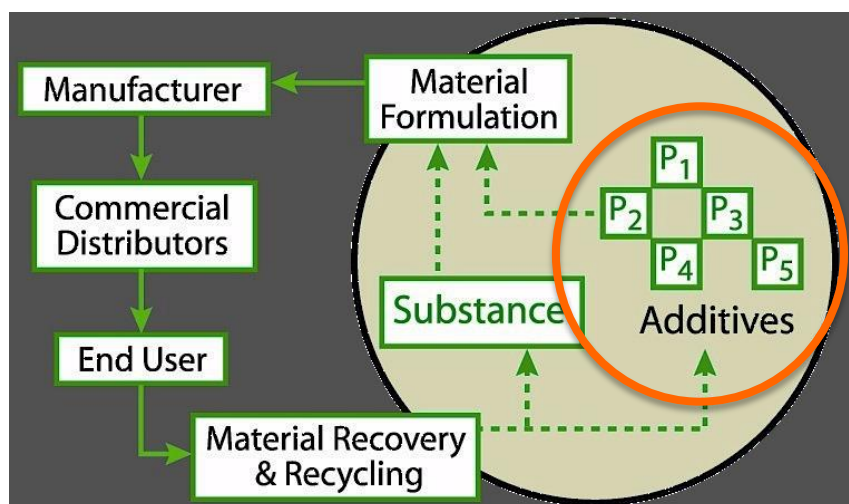 Manufacturer
Material
Formulation
Commercial
Distributors
End User
Material Recovery
& Recycling
Substance
P1
P2
P3
P4
P5
Additives